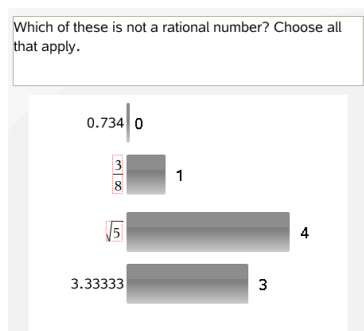 Which of these is not a rational number? Choose all
that apply.
0.734 0
3/8 1
√5 4
3.33333 3